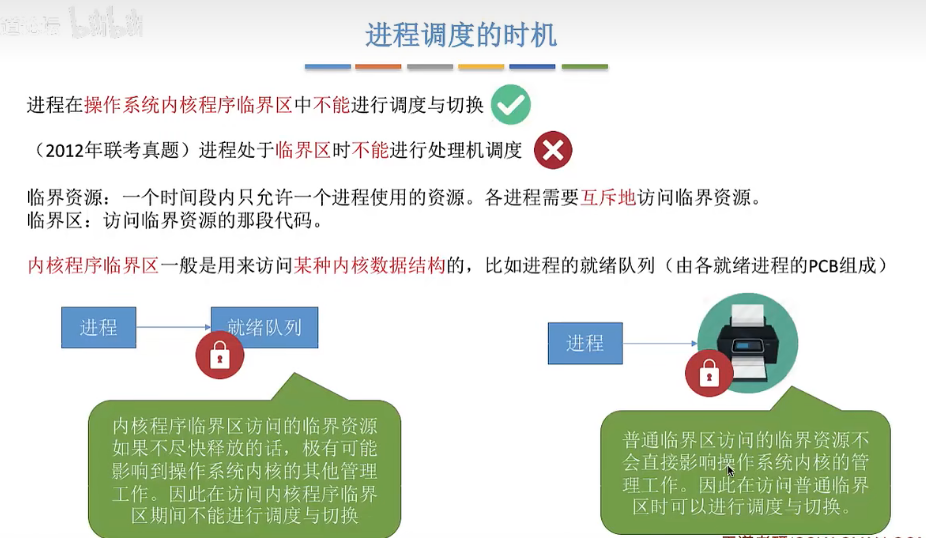 bilibili
进程调度的时机
进程在操作系统内核程序临界区中不能进行调度与切换
（2012年联考真题）进程处于临界区时不能进行处理机调度
临界资源：一个时间段内只允许一个进程使用的资源。各进程需要互斥地访问临界资源。
临界区：访问临界资源的那段代码。
内核程序临界区一般是用来访问某种内核数据结构的，比如进程的就绪队列（由各就绪进程的PCB组成）
进程
就绪队列
进程
内核程序临界区访问的临界资源
如果不尽快释放的话，极有可能
影响到操作系统内核的其他管理
工作。因此在访问内核程序临界
区期间不能进行调度与切换
普通临界区访问的临界资源不
会直接影响操作系统内核的管
理工作。因此在访问普通临界
区时可以进行调度与切换。